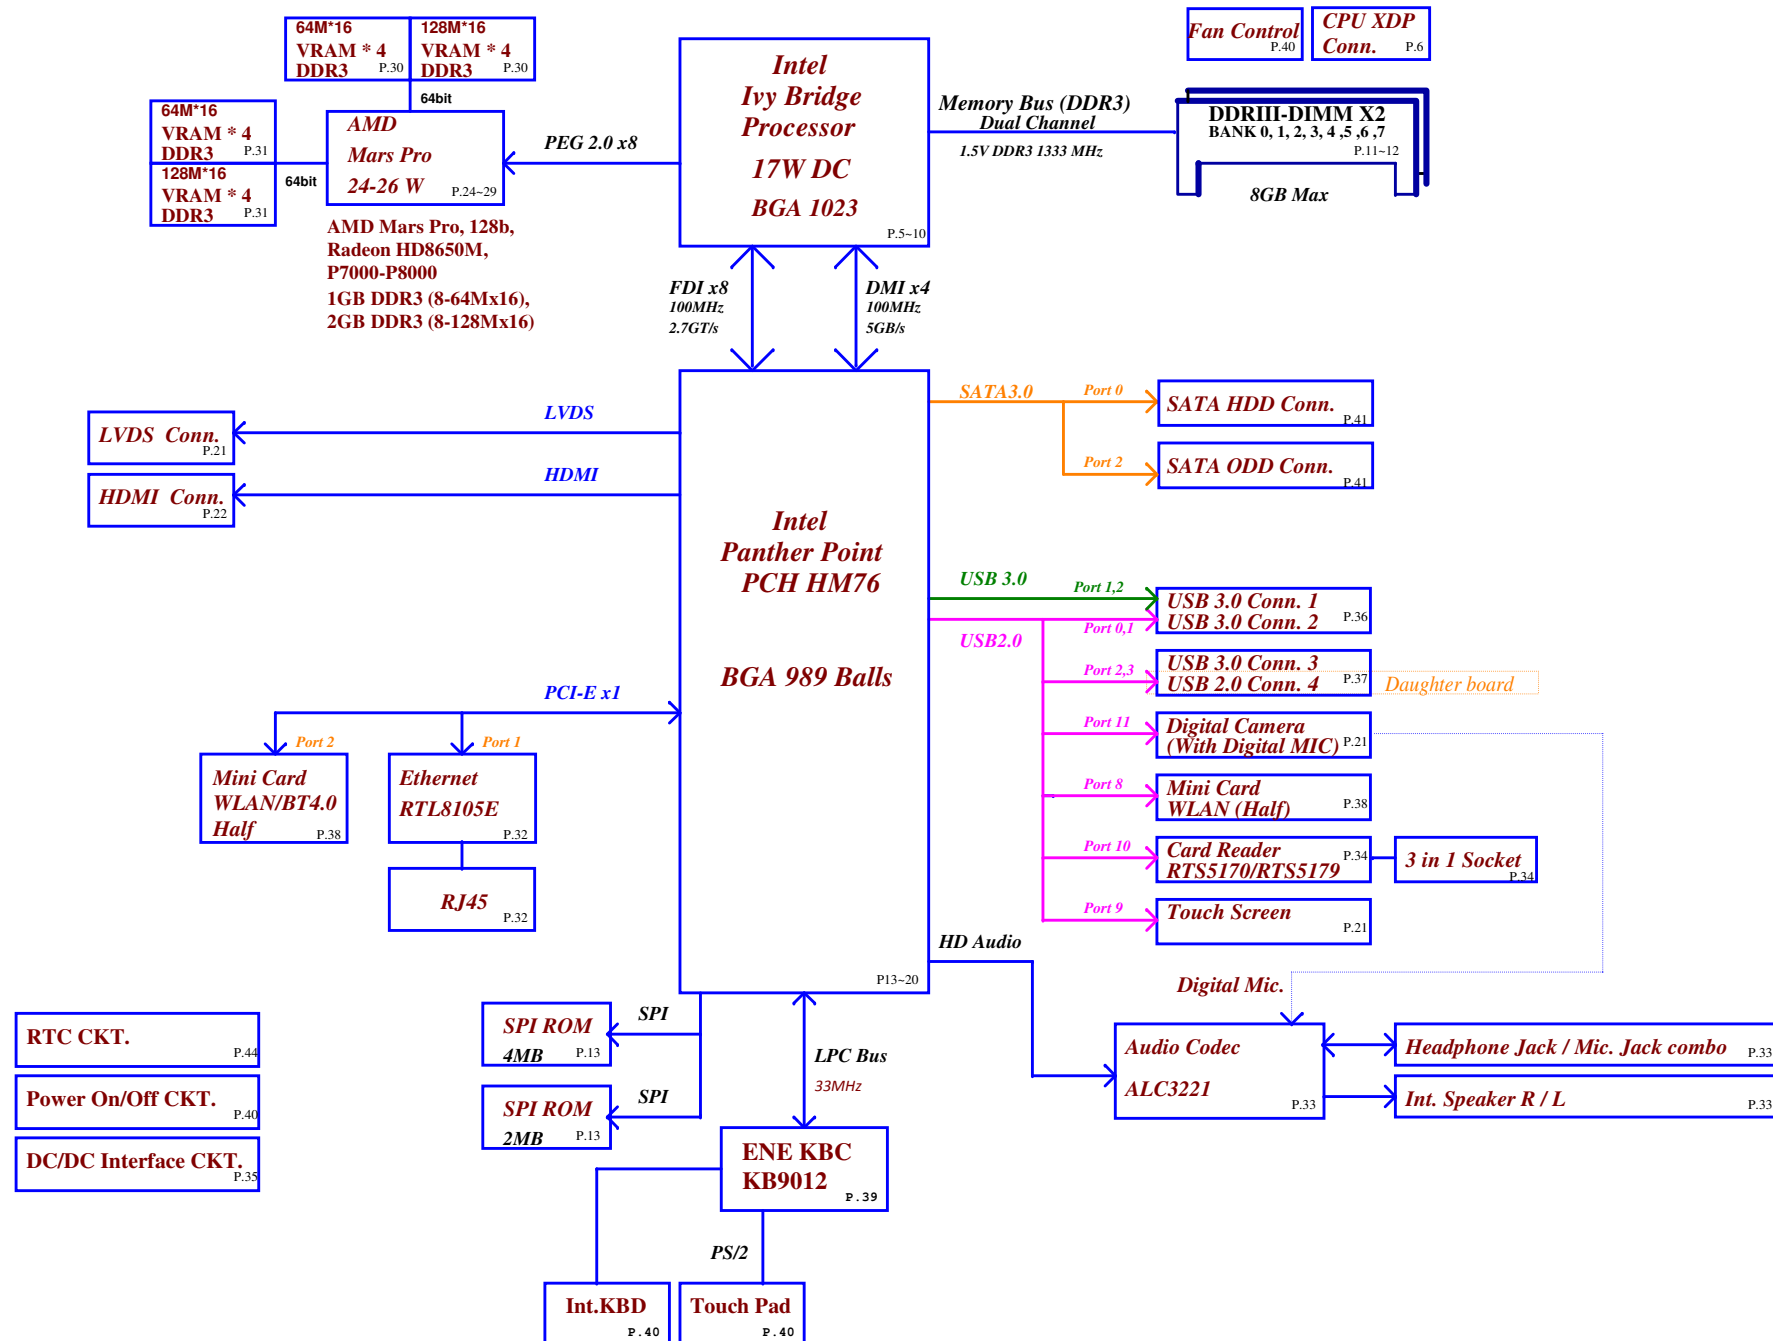 64M*16
VRAM * 4
DDR3 P.30
128M*16
VRAM * 4
DDR3 P.30
64bit
64M*16
VRAM * 4
DDR3 P.31
128M*16
VRAM * 4
DDR3 P.31
64bit
AMD
Mars Pro
24-26 W P.24~29
PEG 2.0 x8
AMD Mars Pro, 128b,
Radeon HD8650M,
P7000-P8000
1GB DDR3 (8-64Mx16),
2GB DDR3 (8-128Mx16)
Intel
Ivy Bridge
Processor
17W DC
BGA 1023
P.5~10
Memory Bus (DDR3)
Dual Channel
1.5V DDR3 1333 MHz
Fan Control
P.40
CPU XDP
Conn. P.6
DDRIII-DIMM X2
BANK 0, 1, 2, 3, 4 ,5 ,6 ,7
P.11~12
8GB Max
FDI x8
100MHz
2.7GT/s
DMI x4
100MHz
5GB/s
LVDS
LVDS Conn.
P.21
HDMI
HDMI Conn.
P.22
Intel
Panther Point
PCH HM76
BGA 989 Balls
P13~20
SATA3.0
Port 0
SATA HDD Conn.
P.41
Port 2
SATA ODD Conn.
P.41
USB 3.0
Port 1,2
USB 3.0 Conn. 1
USB 3.0 Conn. 2 P.36
USB2.0
Port 0,1
Port 2,3
USB 3.0 Conn. 3
USB 2.0 Conn. 4 P.37
Daughter board
Port 11
Digital Camera
(With Digital MIC) P.21
Port 8
Mini Card
WLAN (Half) P.38
Port 10
Card Reader
RTS5170/RTS5179 P.34
3 in 1 Socket
P.34
Port 9
Touch Screen
P.21
PCI-E x1
Port 2
Mini Card
WLAN/BT4.0
Half P.38
Port 1
Ethernet
RTL8105E
P.32
RJ45
P.32
HD Audio
Digital Mic.
Audio Codec
ALC3221
P.33
Headphone Jack / Mic. Jack combo P.33
Int. Speaker R / L P.33
SPI
SPI ROM
4MB P.13
SPI
SPI ROM
2MB P.13
LPC Bus
33MHz
ENE KBC
KB9012
P.39
PS/2
Int.KBD
P.40
Touch Pad
P.40
RTC CKT.
P.44
Power On/Off CKT.
P.40
DC/DC Interface CKT.
P.35